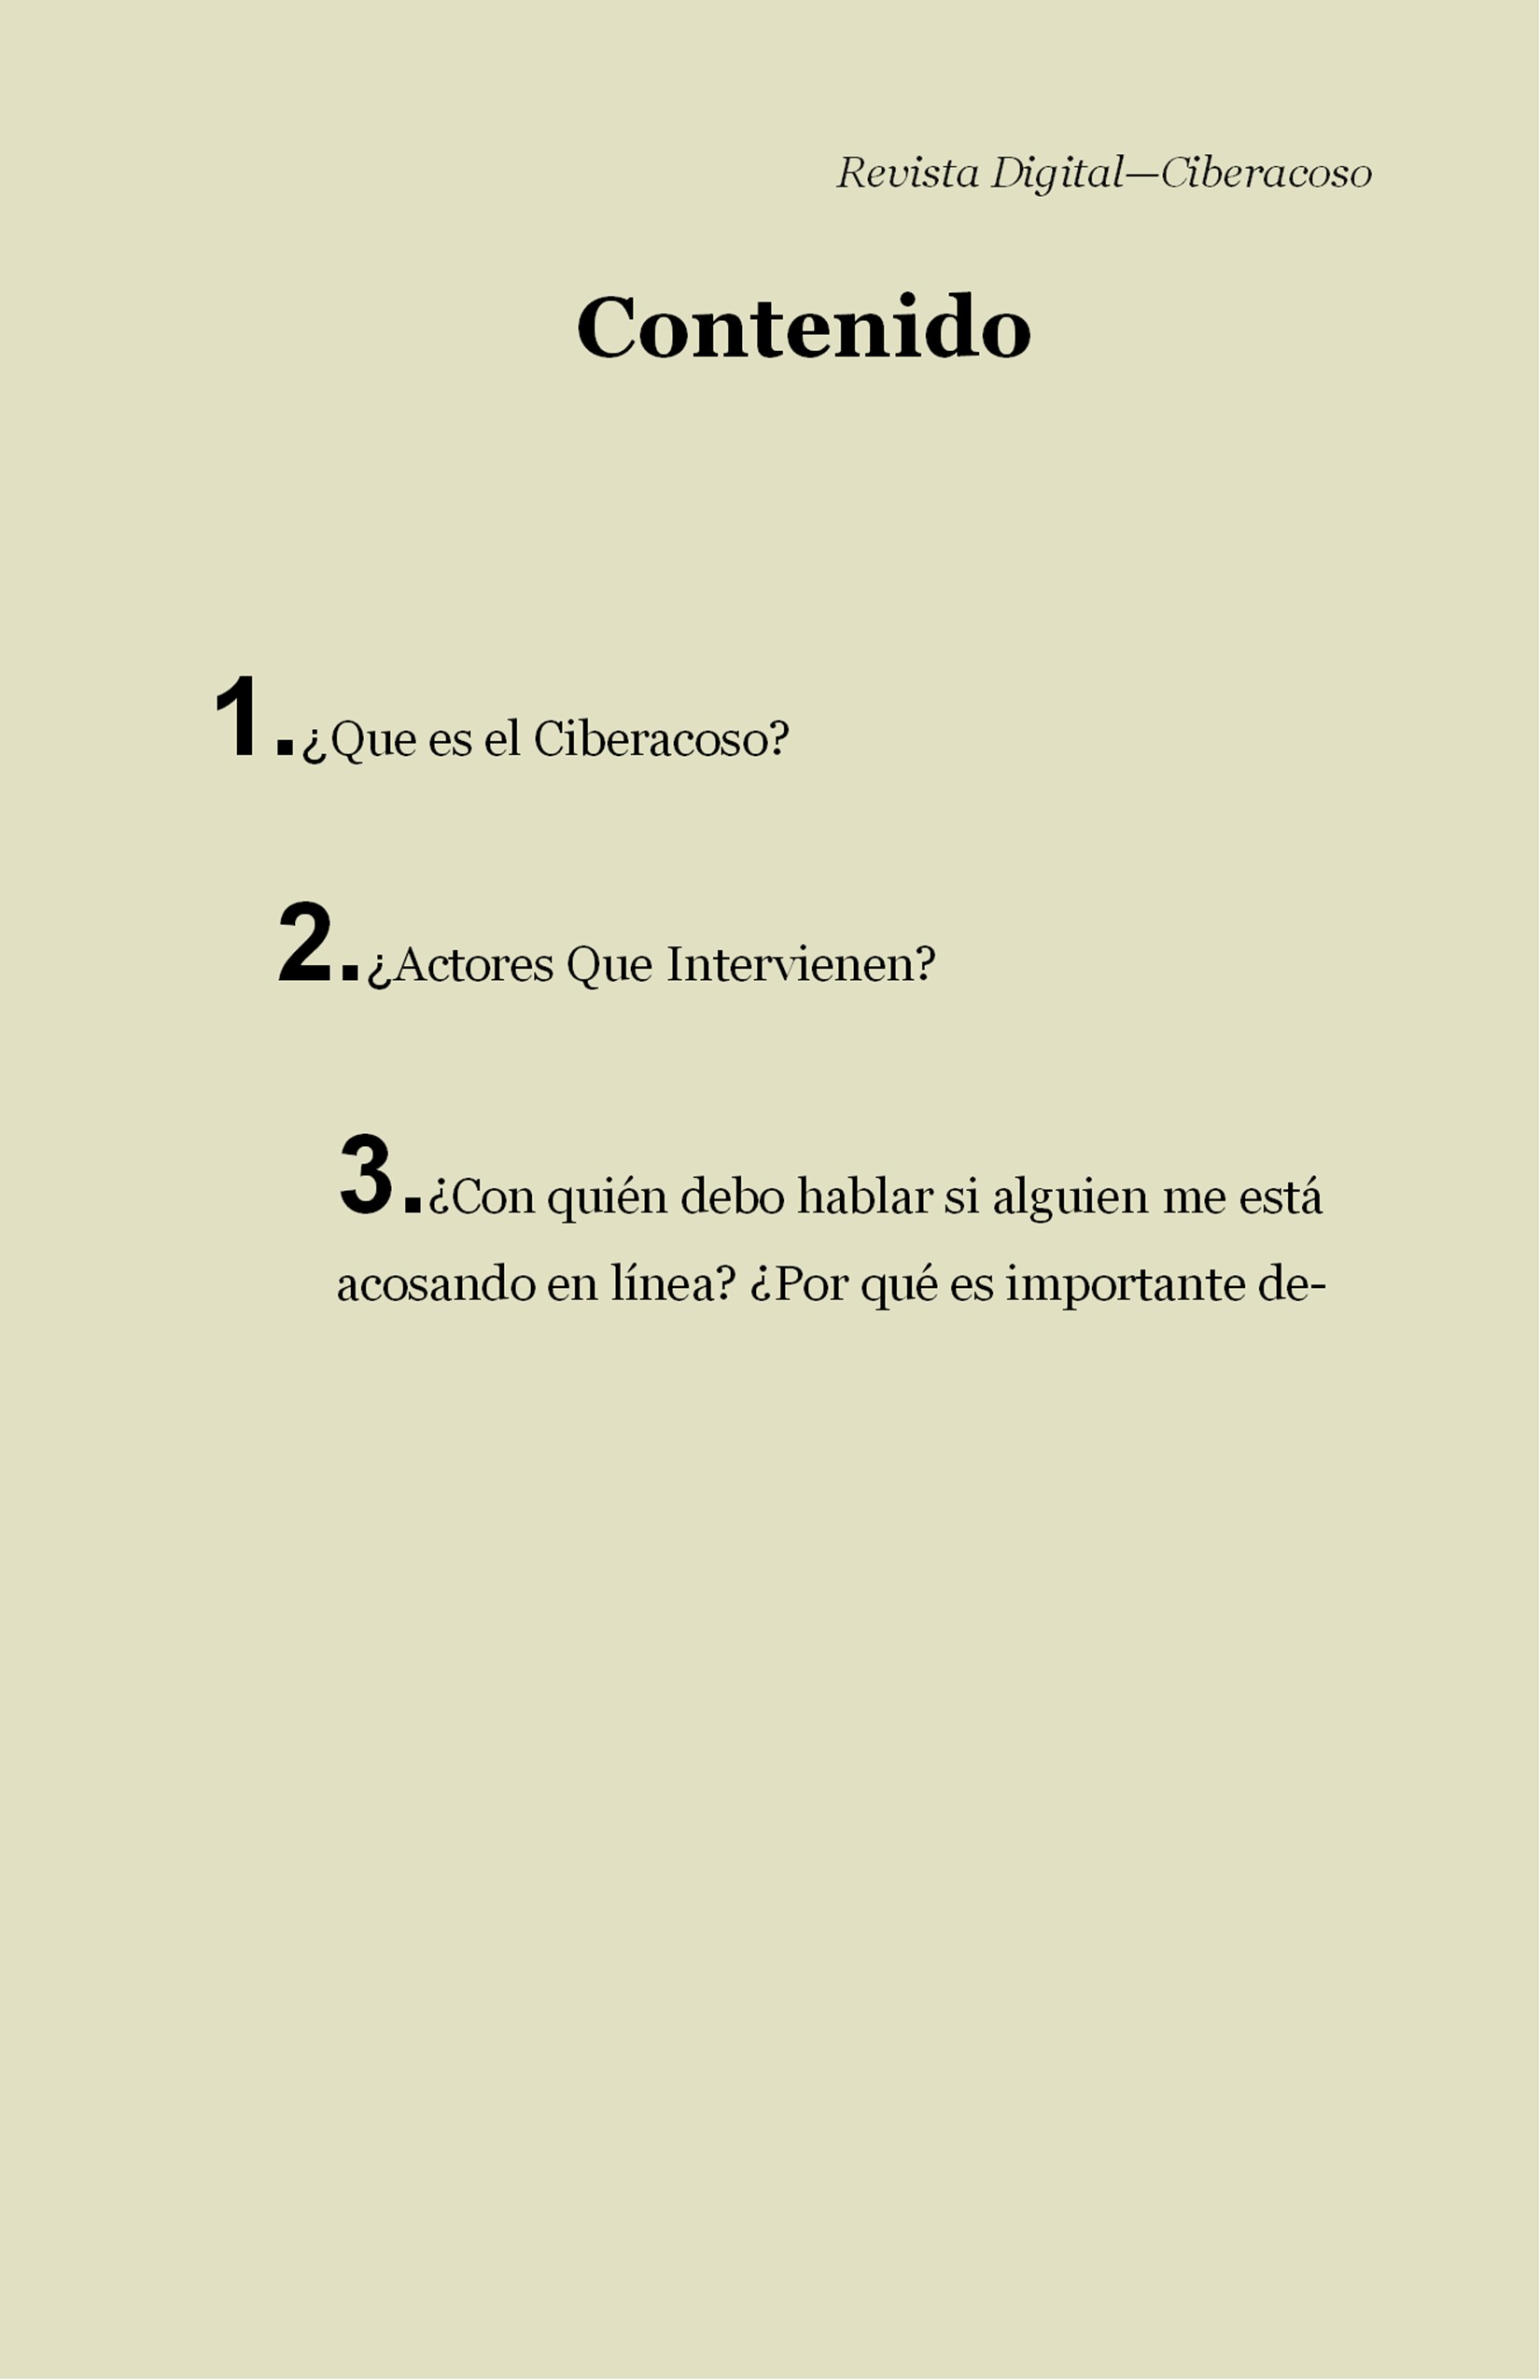 Revista Digital—Ciberacoso
Contenido
1.¿Que es el Ciberacoso?
2.¿Actores Que Intervienen?
3.¿Con quién debo hablar si alguien me está
acosando en línea? ¿Por qué es importante de-